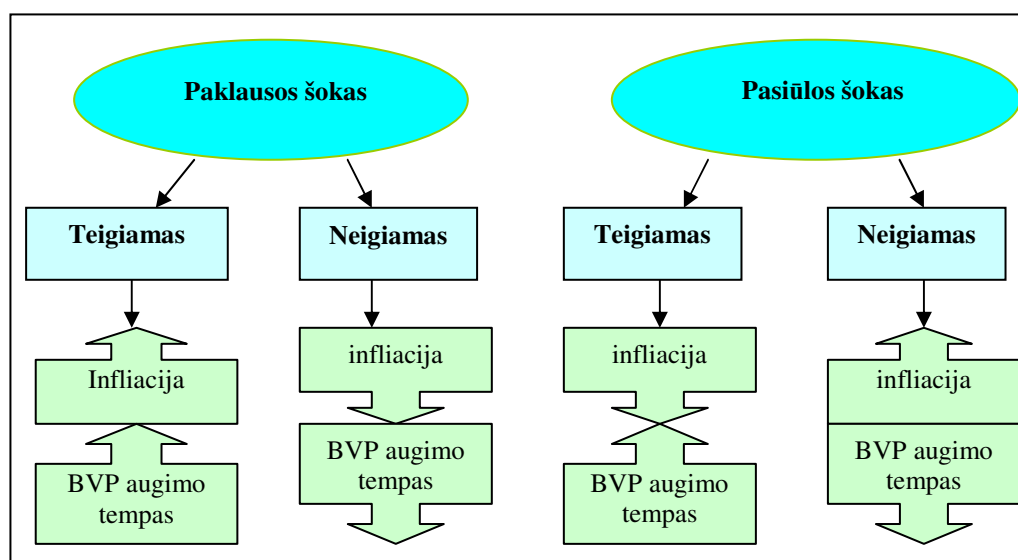 Paklausos šokas
Pasiūlos šokas
Teigiamas
Neigiamas
Teigiamas
Neigiamas
Infliacija
infliacija
infliacija
infliacija
BVP augimo
tempas
BVP augimo
tempas
BVP augimo
tempas
BVP augimo
tempas